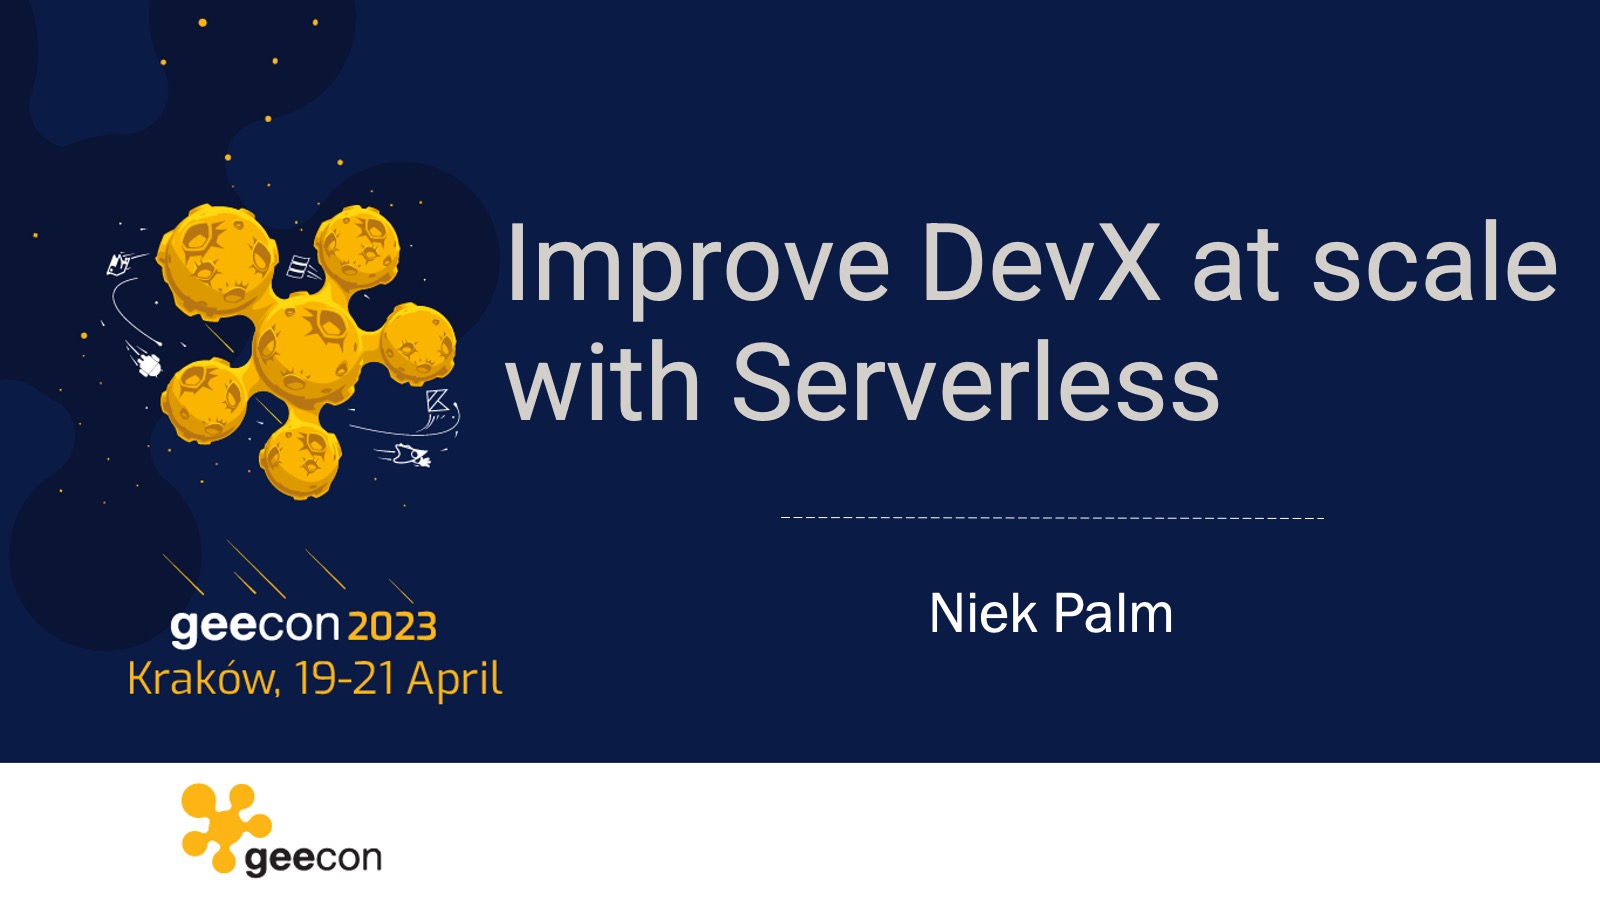 Improve DevX at scale
with Serverless
Niek Palm
geecon 2023
Kraków, 19-21 April
geecon